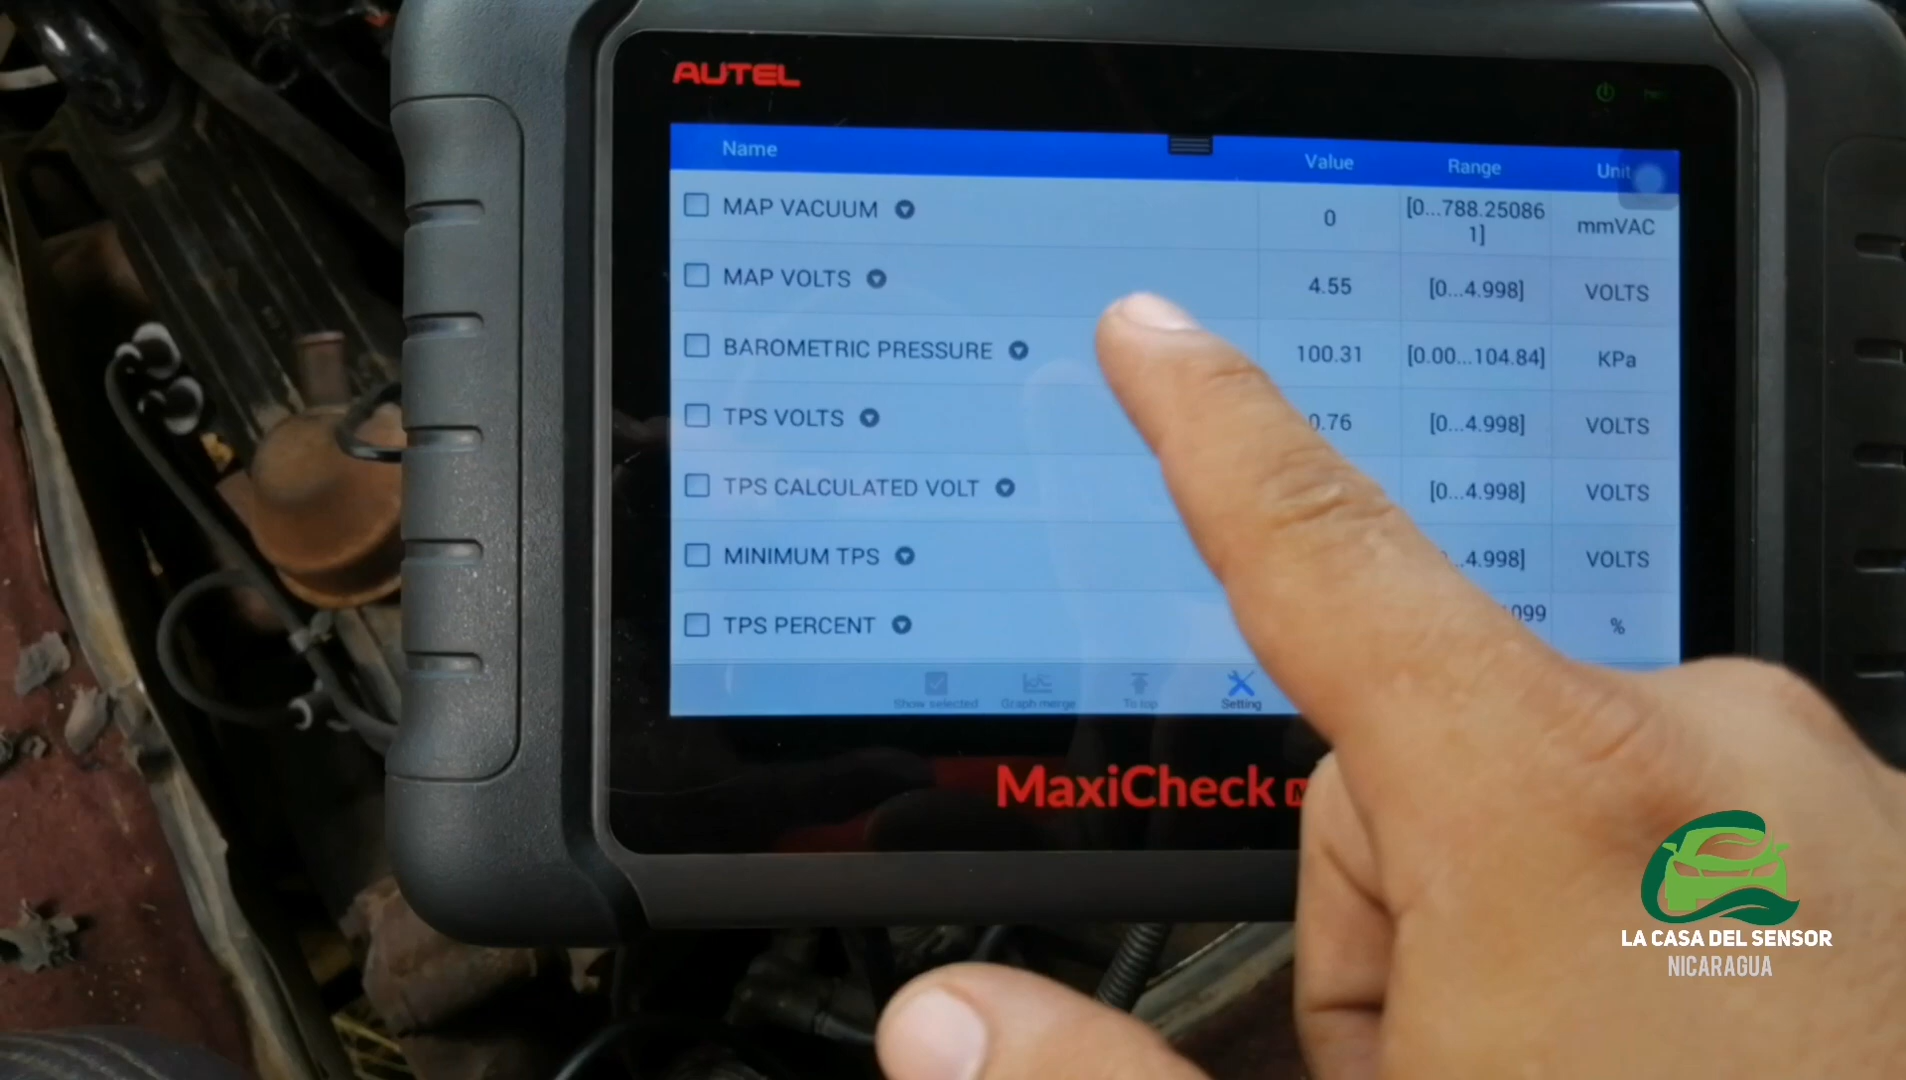 AUTEL
Name Value Range Unit
MAP VACUUM 0 [0...788.250861] mmVAC
MAP VOLTS 4.55 [0...4.998] VOLTS
BAROMETRIC PRESSURE 100.31 [0.00...104.84] KPa
TPS VOLTS 0.76 [0...4.998] VOLTS
TPS CALCULATED VOLT [0...4.998] VOLTS
MINIMUM TPS ...4.998] VOLTS
TPS PERCENT 1099 %
Show selected Graph merge To top Setting
MaxiCheck
LA CASA DEL SENSOR
NICARAGUA